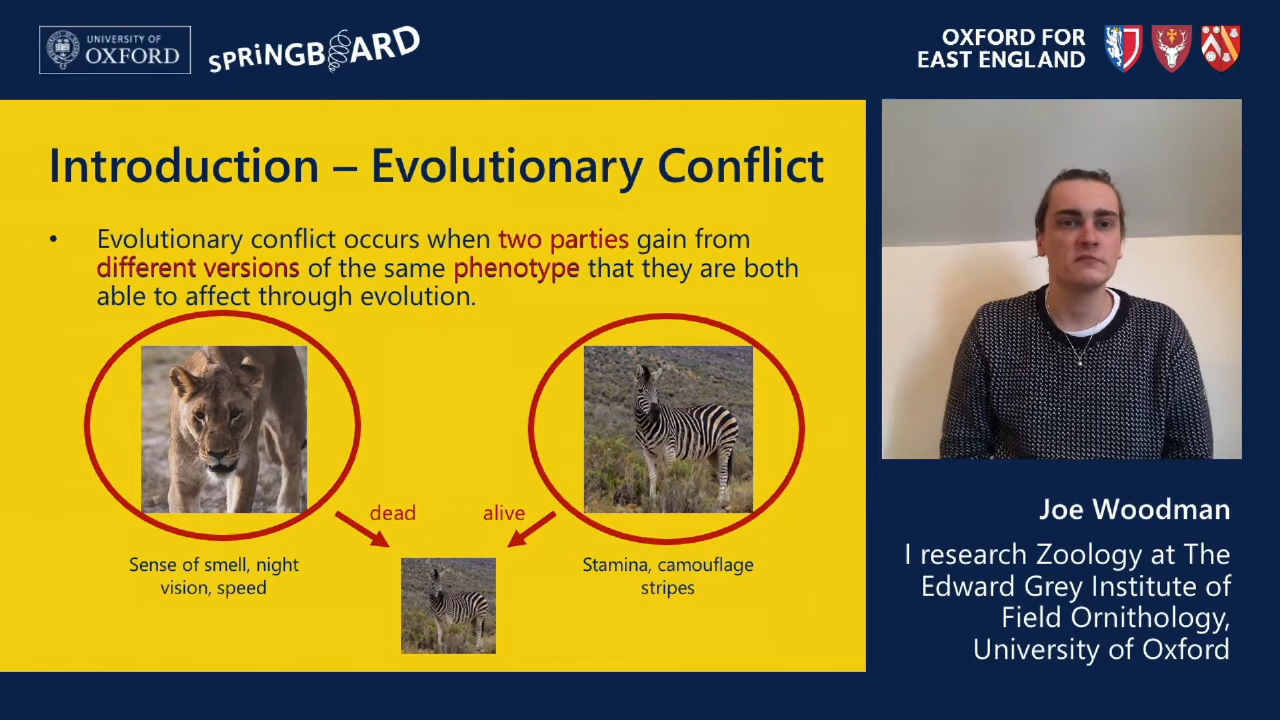 UNIVERSITY OF
OXFORD
SPRiNGBOARD
OXFORD FOR
EAST ENGLAND
Introduction – Evolutionary Conflict
• Evolutionary conflict occurs when two parties gain from
different versions of the same phenotype that they are both
able to affect through evolution.
dead
alive
Sense of smell, night
vision, speed
Stamina, camouflage
stripes
Joe Woodman
I research Zoology at The
Edward Grey Institute of
Field Ornithology,
University of Oxford